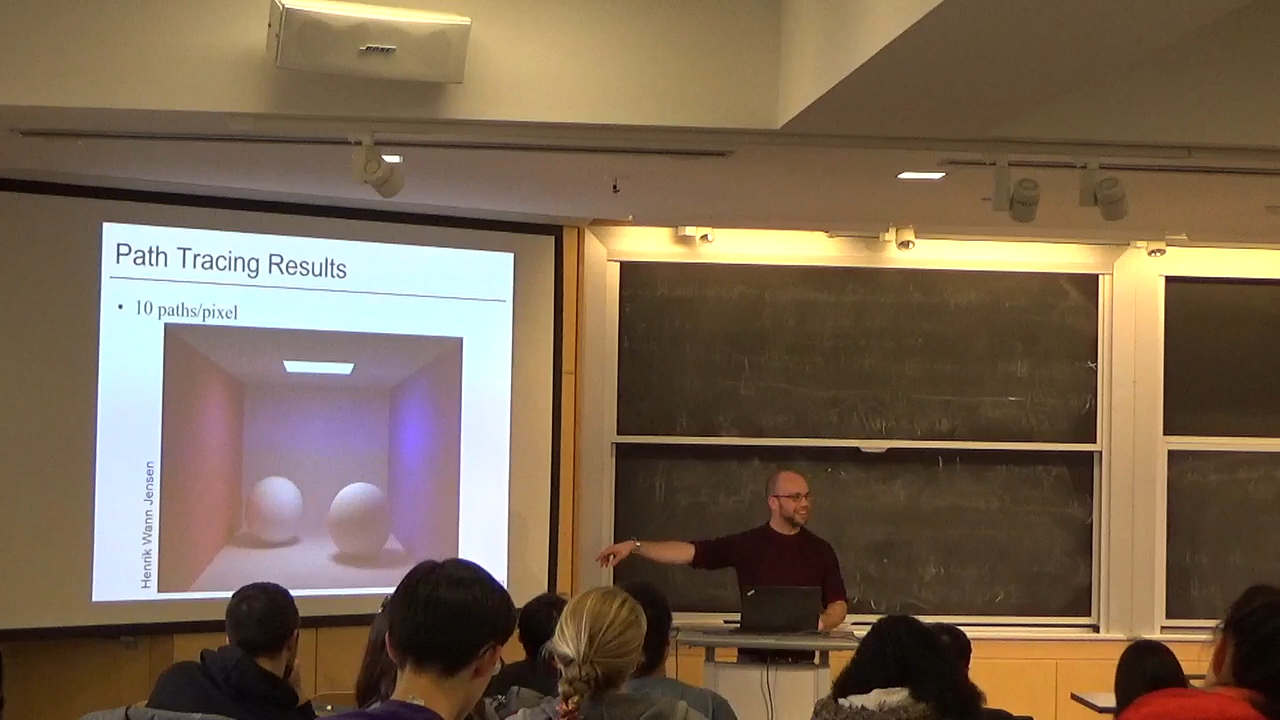 BOSE
Path Tracing Results
• 10 paths/pixel
Henrik Wann Jensen